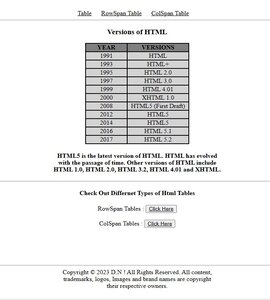 Table RowSpan Table ColSpan Table
Versions of HTML
YEAR VERSIONS
1991 HTML
1993 HTML+
1995 HTML 2.0
1997 HTML 3.0
1999 HTML 4.01
2000 XHTML 1.0
2008 HTML5 (First Draft)
2012 HTML5
2014 HTML5
2016 HTML 5.1
2017 HTML 5.2
HTML5 is the latest version of HTML. HTML has evolved
with the passage of time. Other versions of HTML include
HTML 1.0, HTML 2.0, HTML 3.2, HTML 4.01 and XHTML.
Check Out Differnet Types of Html Tables
RowSpan Tables : Click Here
ColSpan Tables : Click Here
Copyright © 2023 D.N ! All Rights Reserved. All content,
trademarks, logos, Images and brand names are copyright
their respective owners.